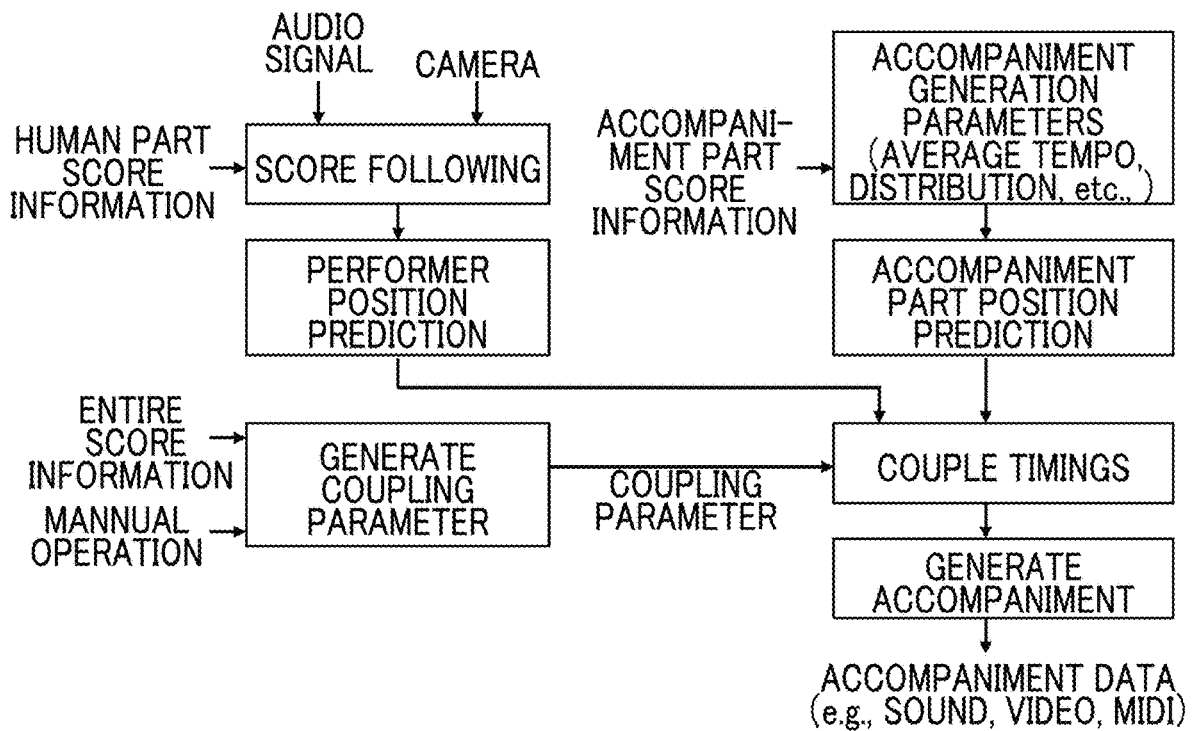 AUDIO
SIGNAL
CAMERA
HUMAN PART
SCORE
INFORMATION
SCORE FOLLOWING
ACCOMPANI-
MENT PART
SCORE
INFORMATION
ACCOMPANIMENT
GENERATION
PARAMETERS
(AVERAGE TEMPO,
DISTRIBUTION, etc., )
PERFORMER
POSITION
PREDICTION
ACCOMPANIMENT
PART POSITION
PREDICTION
ENTIRE
SCORE
INFORMATION
MANNUAL
OPERATION
GENERATE
COUPLING
PARAMETER
COUPLING
PARAMETER
COUPLE TIMINGS
GENERATE
ACCOMPANIMENT
ACCOMPANIMENT DATA
(e.g., SOUND, VIDEO, MIDI)